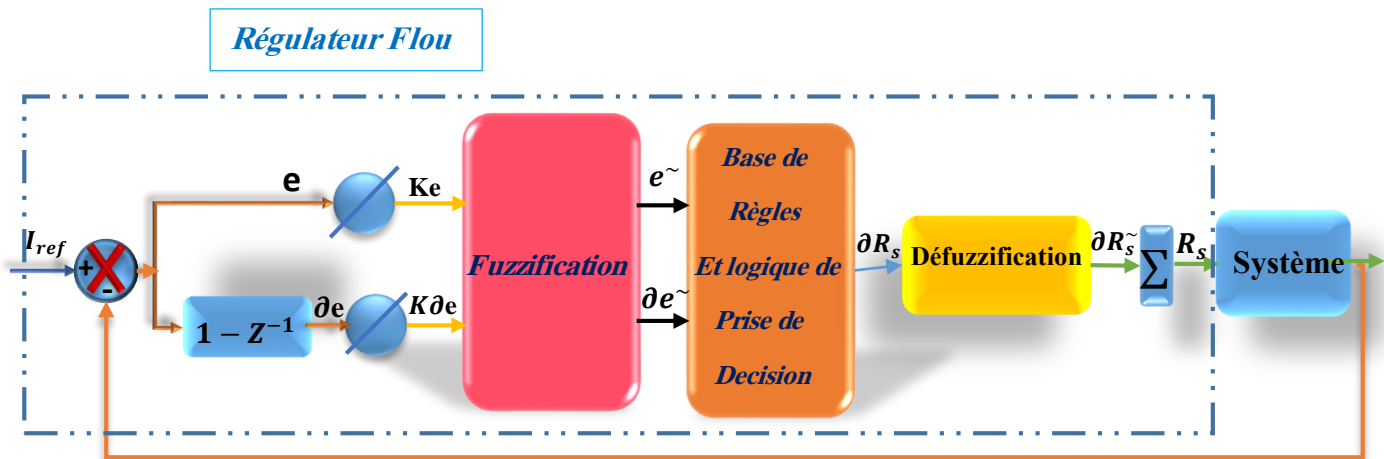 Régulateur Flou
I_ref
+
-
e
Ke
1 − Z⁻¹
∂e
K∂e
Fuzzification
e~
∂e~
Base de
Règles
Et logique de
Prise de
Decision
∂R_s
Défuzzification
∂R_s~
∑
R_s
Système